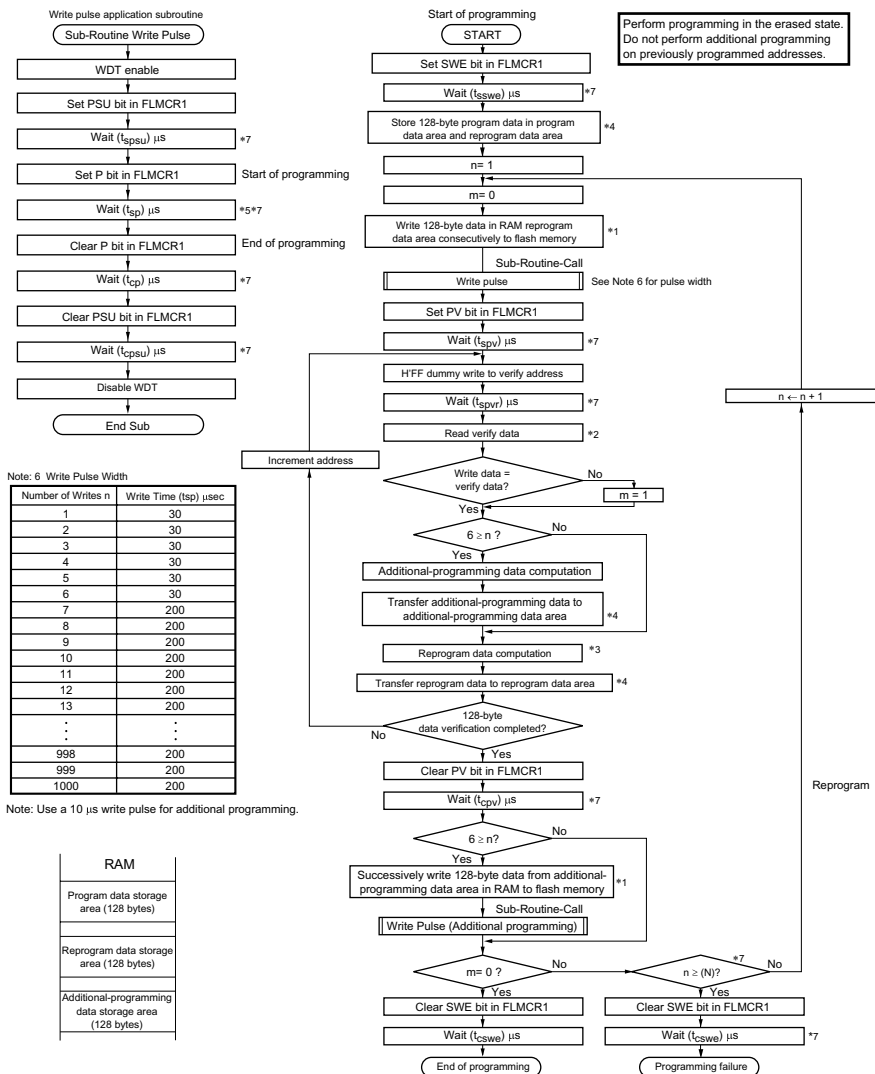 Write pulse application subroutine
Sub-Routine Write Pulse
WDT enable
Set PSU bit in FLMCR1
Wait (tspsu) μs
*7
Set P bit in FLMCR1
Start of programming
Wait (tsp) μs
*5*7
Clear P bit in FLMCR1
End of programming
Wait (tcp) μs
*7
Clear PSU bit in FLMCR1
Wait (tcpsu) μs
*7
Disable WDT
End Sub
Note: 6 Write Pulse Width
Number of Writes n Write Time (tsp) μsec
1 30
2 30
3 30
4 30
5 30
6 30
7 200
8 200
9 200
10 200
11 200
12 200
13 200
⋮ ⋮
998 200
999 200
1000 200
Note: Use a 10 μs write pulse for additional programming.
RAM
Program data storage
area (128 bytes)
Reprogram data storage
area (128 bytes)
Additional-programming
data storage area
(128 bytes)
Start of programming
START
Set SWE bit in FLMCR1
Wait (tsswe) μs
*7
Store 128-byte program data in program
data area and reprogram data area
*4
n= 1
m= 0
Write 128-byte data in RAM reprogram
data area consecutively to flash memory
*1
Sub-Routine-Call
Write pulse
See Note 6 for pulse width
Set PV bit in FLMCR1
Wait (tspv) μs
*7
H'FF dummy write to verify address
Wait (tspvr) μs
*7
Read verify data
*2
Increment address
Write data =
verify data?
No
m = 1
Yes
6 ≥ n ?
No
Yes
Additional-programming data computation
Transfer additional-programming data to
additional-programming data area
*4
Reprogram data computation
*3
Transfer reprogram data to reprogram data area
*4
128-byte
data verification completed?
No
Yes
Clear PV bit in FLMCR1
Wait (tcpv) μs
*7
6 ≥ n?
No
Yes
Successively write 128-byte data from additional-
programming data area in RAM to flash memory
*1
Sub-Routine-Call
Write Pulse (Additional programming)
m= 0 ?
No
Yes
Clear SWE bit in FLMCR1
Wait (tcswe) μs
End of programming
*7
n ≥ (N)?
No
Yes
Clear SWE bit in FLMCR1
Wait (tcswe) μs
*7
Programming failure
n ← n + 1
Reprogram
Perform programming in the erased state.
Do not perform additional programming
on previously programmed addresses.